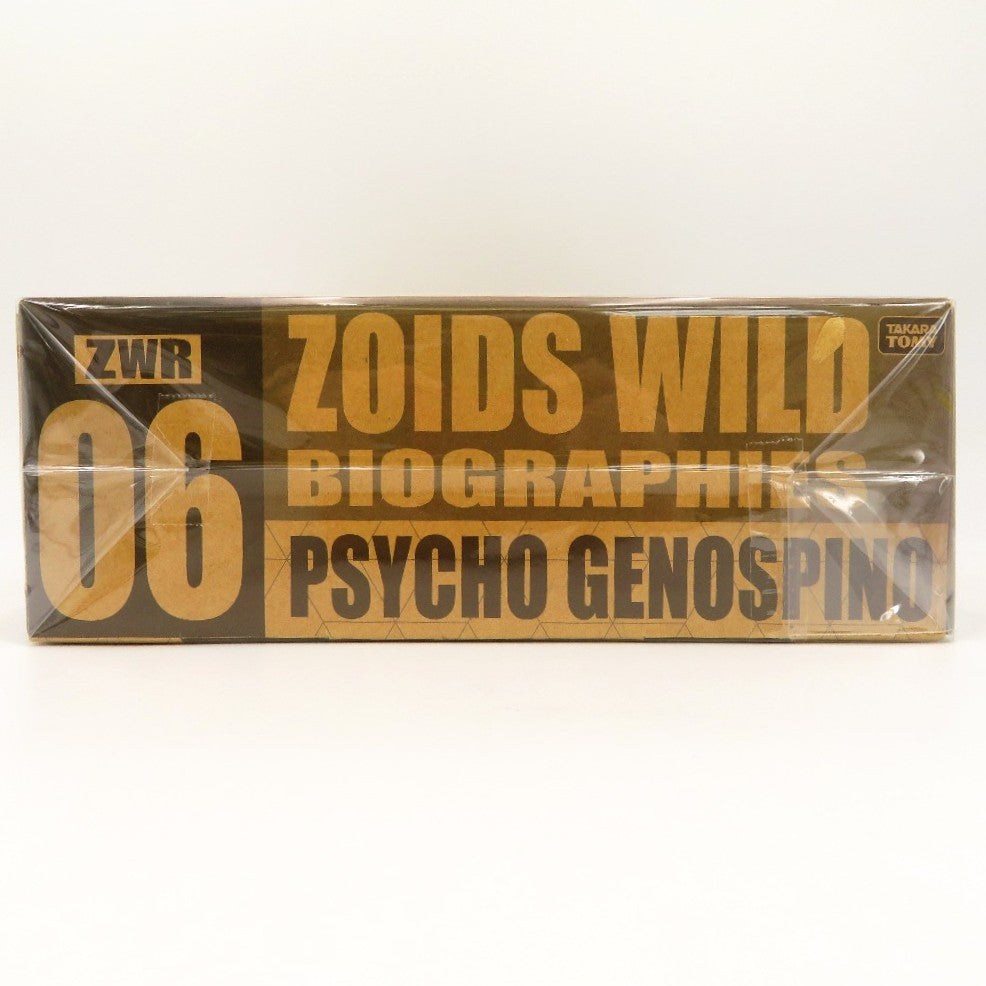 ZWR
06
ZOIDS WILD
BIOGRAPHIES
PSYCHO GENOSPINO
TAKARA
TOMY